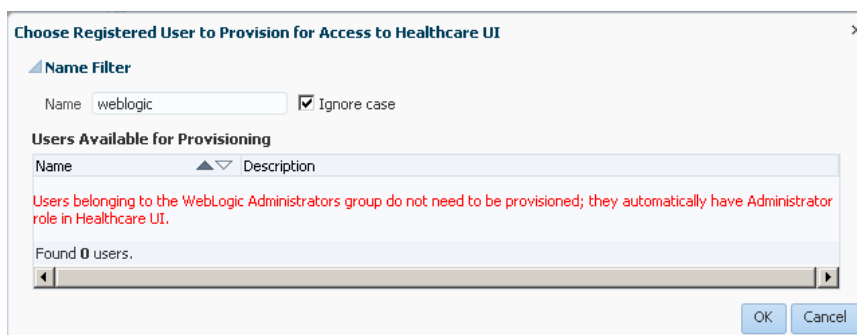 Choose Registered User to Provision for Access to Healthcare UI
Name Filter
Name weblogic Ignore case
Users Available for Provisioning
Name Description
Users belonging to the WebLogic Administrators group do not need to be provisioned; they automatically have Administrator
role in Healthcare UI.
Found 0 users.
OK Cancel